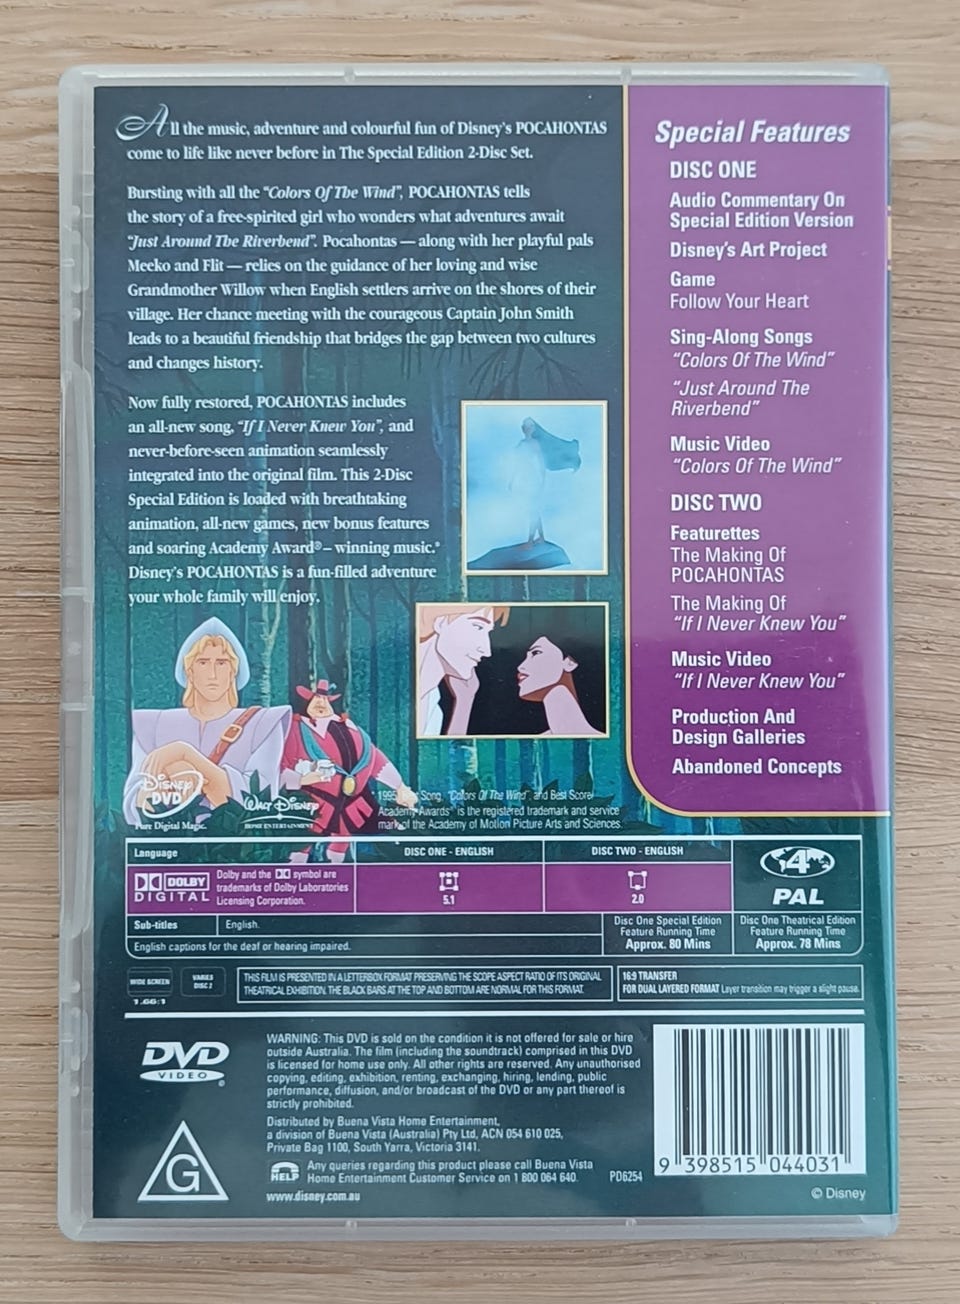 All the music, adventure and colourful fun of Disney's POCAHONTAS
come to life like never before in The Special Edition 2-Disc Set.
Bursting with all the "Colors Of The Wind", POCAHONTAS tells
the story of a free-spirited girl who wonders what adventures await
"Just Around The Riverbend". Pocahontas — along with her playful pals
Meeko and Flit — relies on the guidance of her loving and wise
Grandmother Willow when English settlers arrive on the shores of their
village. Her chance meeting with the courageous Captain John Smith
leads to a beautiful friendship that bridges the gap between two cultures
and changes history.
Now fully restored, POCAHONTAS includes
an all-new song, "If I Never Knew You", and
never-before-seen animation seamlessly
integrated into the original film. This 2-Disc
Special Edition is loaded with breathtaking
animation, all-new games, new bonus features
and soaring Academy Award® – winning music.*
Disney's POCAHONTAS is a fun-filled adventure
your whole family will enjoy.
Special Features
DISC ONE
Audio Commentary On
Special Edition Version
Disney's Art Project
Game
Follow Your Heart
Sing-Along Songs
"Colors Of The Wind"
"Just Around The
Riverbend"
Music Video
"Colors Of The Wind"
DISC TWO
Featurettes
The Making Of
POCAHONTAS
The Making Of
"If I Never Knew You"
Music Video
"If I Never Knew You"
Production And
Design Galleries
Abandoned Concepts
Disney
DVD
Pure Digital Magic.
Walt Disney
HOME ENTERTAINMENT
* 1995 Song, "Colors Of The Wind", and Best Score
Academy Awards® is the registered trademark and service
mark of the Academy of Motion Picture Arts and Sciences.
Language
DISC ONE - ENGLISH
DISC TWO - ENGLISH
DOLBY
DIGITAL
Dolby and the symbol are
trademarks of Dolby Laboratories
Licensing Corporation.
5.1
2.0
4
PAL
Sub-titles
English.
English captions for the deaf or hearing impaired.
Disc One Special Edition
Feature Running Time
Approx. 80 Mins
Disc One Theatrical Edition
Feature Running Time
Approx. 78 Mins
WIDE SCREEN
1.66:1
VARIES
DISC 2
THIS FILM IS PRESENTED IN A LETTERBOX FORMAT PRESERVING THE SCOPE ASPECT RATIO OF ITS ORIGINAL
THEATRICAL EXHIBITION. THE BLACK BARS AT THE TOP AND BOTTOM ARE NORMAL FOR THIS FORMAT.
16:9 TRANSFER
FOR DUAL LAYERED FORMAT Layer transition may trigger a slight pause.
DVD
VIDEO
G
WARNING: This DVD is sold on the condition it is not offered for sale or hire
outside Australia. The film (including the soundtrack) comprised in this DVD
is licensed for home use only. All other rights are reserved. Any unauthorised
copying, editing, exhibition, renting, exchanging, hiring, lending, public
performance, diffusion, and/or broadcast of the DVD or any part thereof is
strictly prohibited.
Distributed by Buena Vista Home Entertainment,
a division of Buena Vista (Australia) Pty Ltd, ACN 054 610 025,
Private Bag 1100, South Yarra, Victoria 3141.
HELP
Any queries regarding this product please call Buena Vista
Home Entertainment Customer Service on 1 800 064 640.
www.disney.com.au
PD6254
9 398515 044031
© Disney